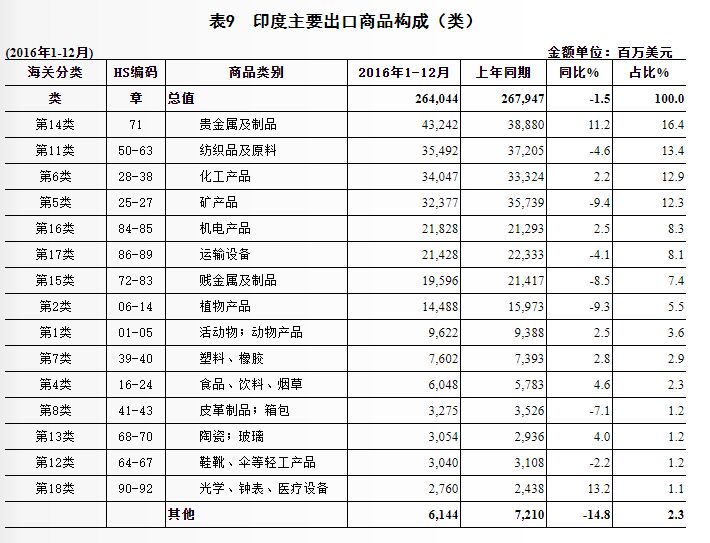 表9 印度主要出口商品构成（类）
(2016年1-12月) 金额单位：百万美元
海关分类 HS编码 商品类别 2016年1-12月 上年同期 同比% 占比%
类 章 总值 264,044 267,947 -1.5 100.0
第14类 71 贵金属及制品 43,242 38,880 11.2 16.4
第11类 50-63 纺织品及原料 35,492 37,205 -4.6 13.4
第6类 28-38 化工产品 34,047 33,324 2.2 12.9
第5类 25-27 矿产品 32,377 35,739 -9.4 12.3
第16类 84-85 机电产品 21,828 21,293 2.5 8.3
第17类 86-89 运输设备 21,428 22,333 -4.1 8.1
第15类 72-83 贱金属及制品 19,596 21,417 -8.5 7.4
第2类 06-14 植物产品 14,488 15,973 -9.3 5.5
第1类 01-05 活动物；动物产品 9,622 9,388 2.5 3.6
第7类 39-40 塑料、橡胶 7,602 7,393 2.8 2.9
第4类 16-24 食品、饮料、烟草 6,048 5,783 4.6 2.3
第8类 41-43 皮革制品；箱包 3,275 3,526 -7.1 1.2
第13类 68-70 陶瓷；玻璃 3,054 2,936 4.0 1.2
第12类 64-67 鞋靴、伞等轻工产品 3,040 3,108 -2.2 1.2
第18类 90-92 光学、钟表、医疗设备 2,760 2,438 13.2 1.1
其他 6,144 7,210 -14.8 2.3